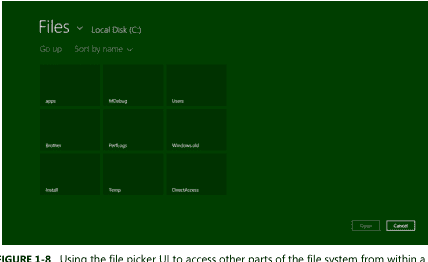 Files Local Disk (C:)
Go up Sort by name
apps MDebug Users
Brother PerfLogs Windows.old
Install Temp DirectAccess
Open Cancel
FIGURE 1-8 Using the file picker UI to access other parts of the file system from within a